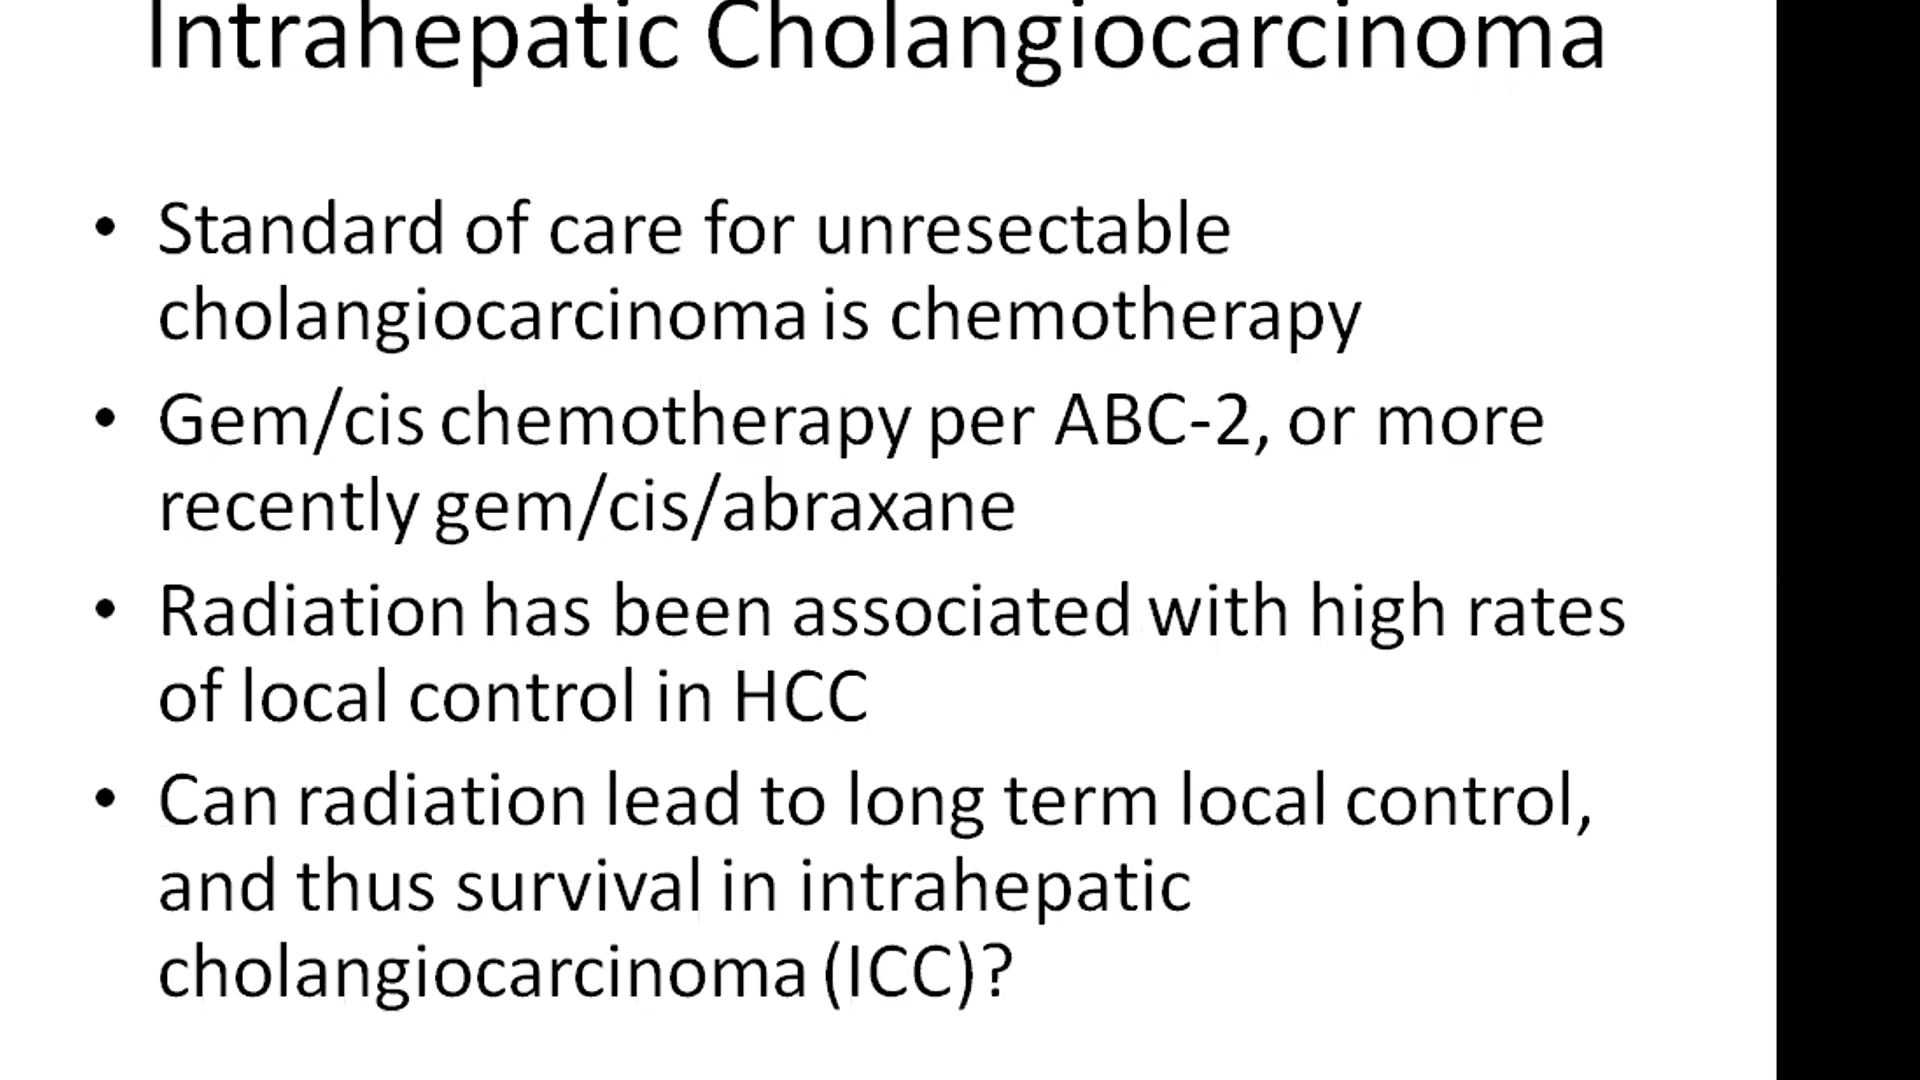 Intrahepatic Cholangiocarcinoma
• Standard of care for unresectable
cholangiocarcinoma is chemotherapy
• Gem/cis chemotherapy per ABC-2, or more
recently gem/cis/abraxane
• Radiation has been associated with high rates
of local control in HCC
• Can radiation lead to long term local control,
and thus survival in intrahepatic
cholangiocarcinoma (ICC)?